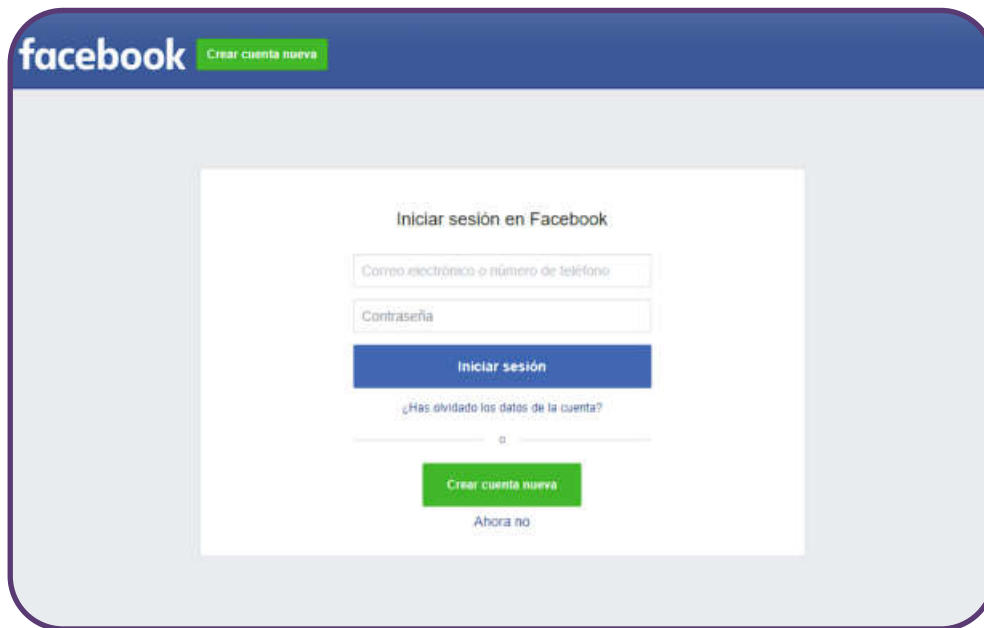 facebook Crear cuenta nueva
Iniciar sesión en Facebook
Correo electrónico o número de teléfono
Contraseña
Iniciar sesión
¿Has olvidado los datos de la cuenta?
o
Crear cuenta nueva
Ahora no